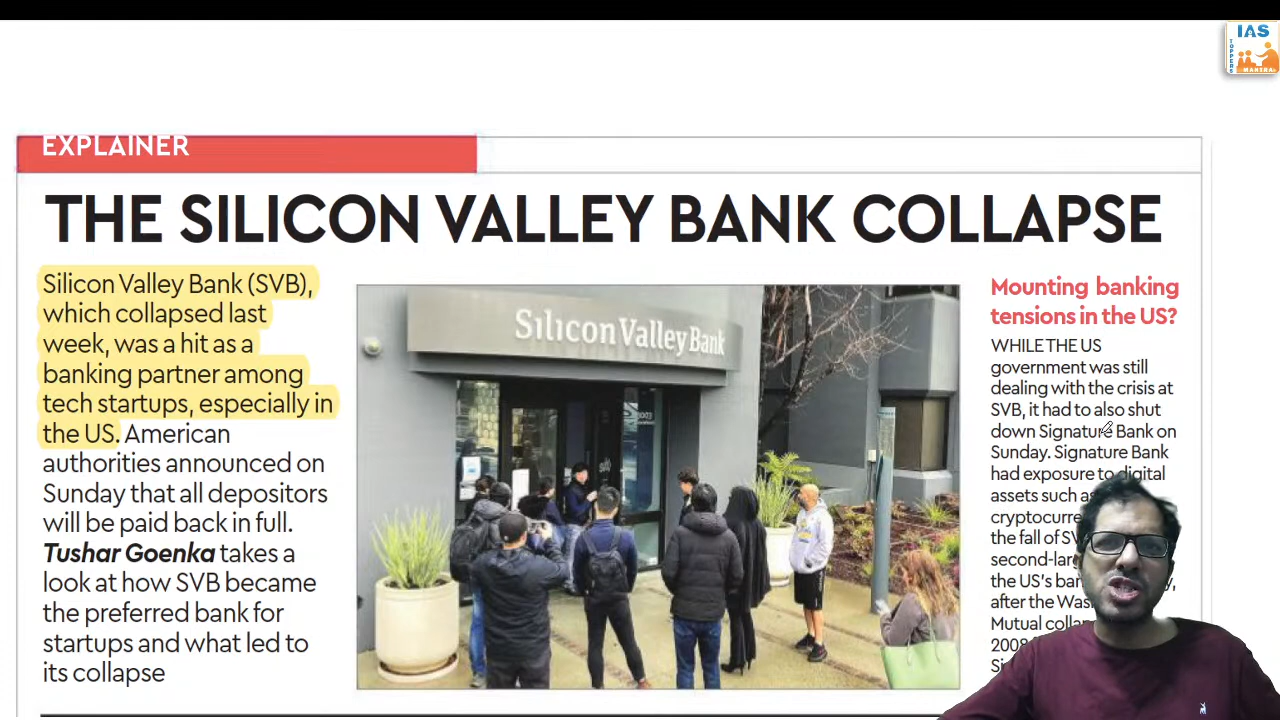 IAS
TOPPERS
MANTRA
EXPLAINER
THE SILICON VALLEY BANK COLLAPSE
Silicon Valley Bank (SVB),
which collapsed last
week, was a hit as a
banking partner among
tech startups, especially in
the US. American
authorities announced on
Sunday that all depositors
will be paid back in full.
Tushar Goenka takes a
look at how SVB became
the preferred bank for
startups and what led to
its collapse
Silicon Valley Bank
3003
svb
Mounting banking
tensions in the US?
WHILE THE US
government was still
dealing with the crisis at
SVB, it had to also shut
down Signature Bank on
Sunday. Signature Bank
had exposure to digital
assets such as
the fall of
the US's
after the
Mutual